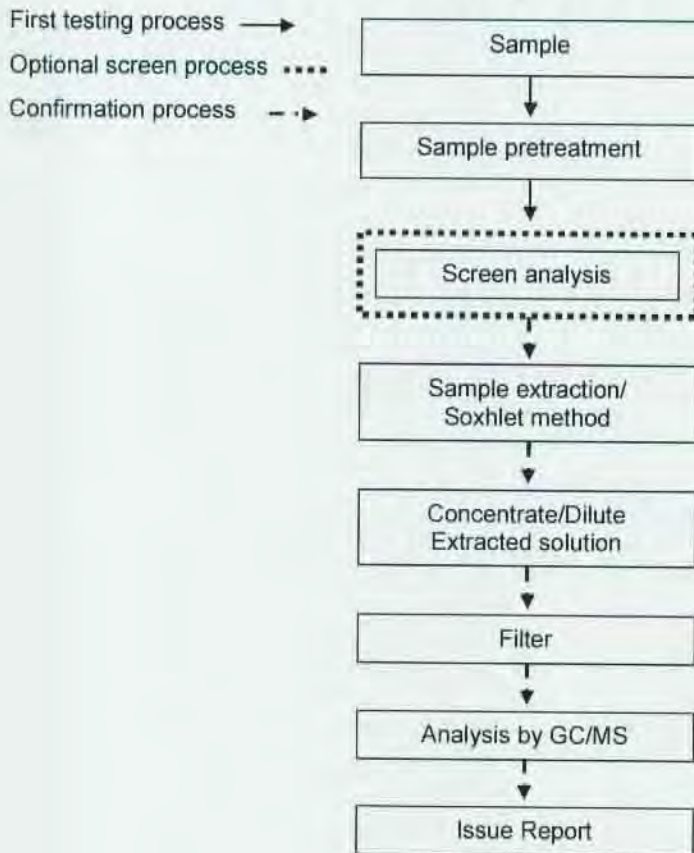 First testing process
Optional screen process
Confirmation process
Sample
Sample pretreatment
Screen analysis
Sample extraction/
Soxhlet method
Concentrate/Dilute
Extracted solution
Filter
Analysis by GC/MS
Issue Report